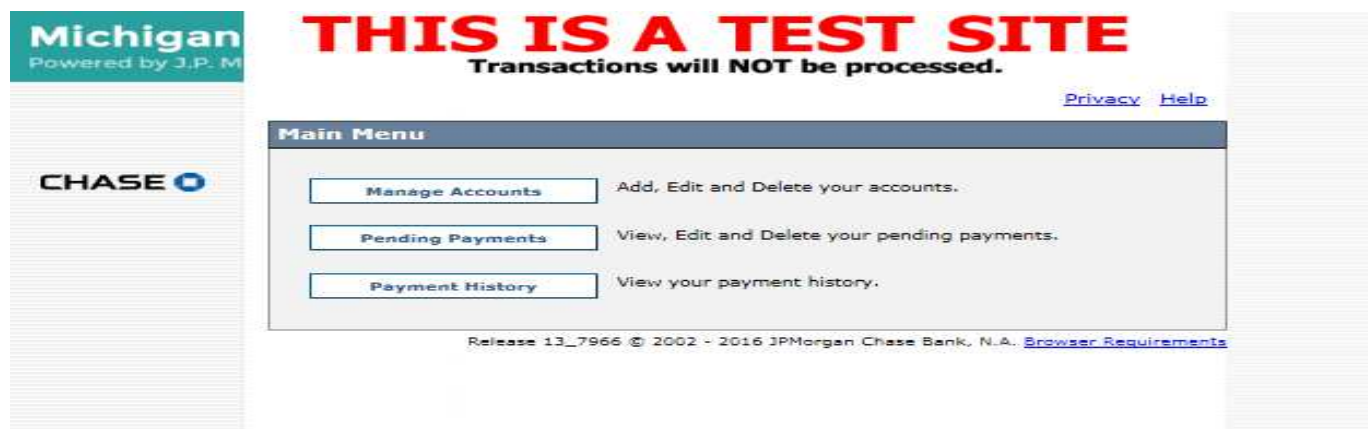 Michigan
Powered by J.P. M
THIS IS A TEST SITE
Transactions will NOT be processed.
Privacy Help
Main Menu
CHASE
Manage Accounts Add, Edit and Delete your accounts.
Pending Payments View, Edit and Delete your pending payments.
Payment History View your payment history.
Release 13_7966 © 2002 - 2016 JPMorgan Chase Bank, N.A. Browser Requirements